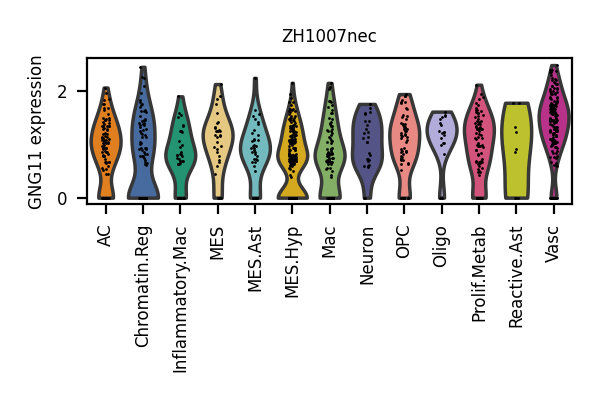 ZH1007nec
GNG11 expression
2
0
AC
Chromatin.Reg
Inflammatory.Mac
MES
MES.Ast
MES.Hyp
Mac
Neuron
OPC
Oligo
Prolif.Metab
Reactive.Ast
Vasc